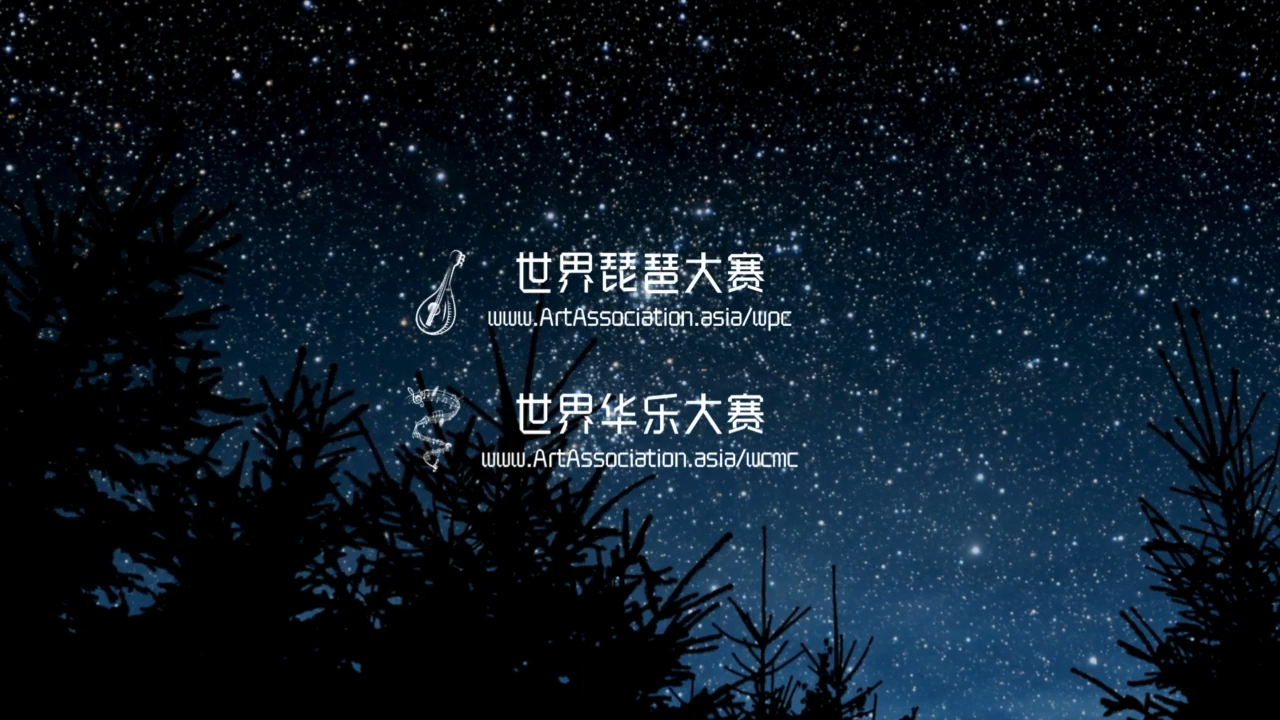 世界琵琶大赛
www.ArtAssociation.asia/wpc
世界华乐大赛
www.ArtAssociation.asia/wcmc